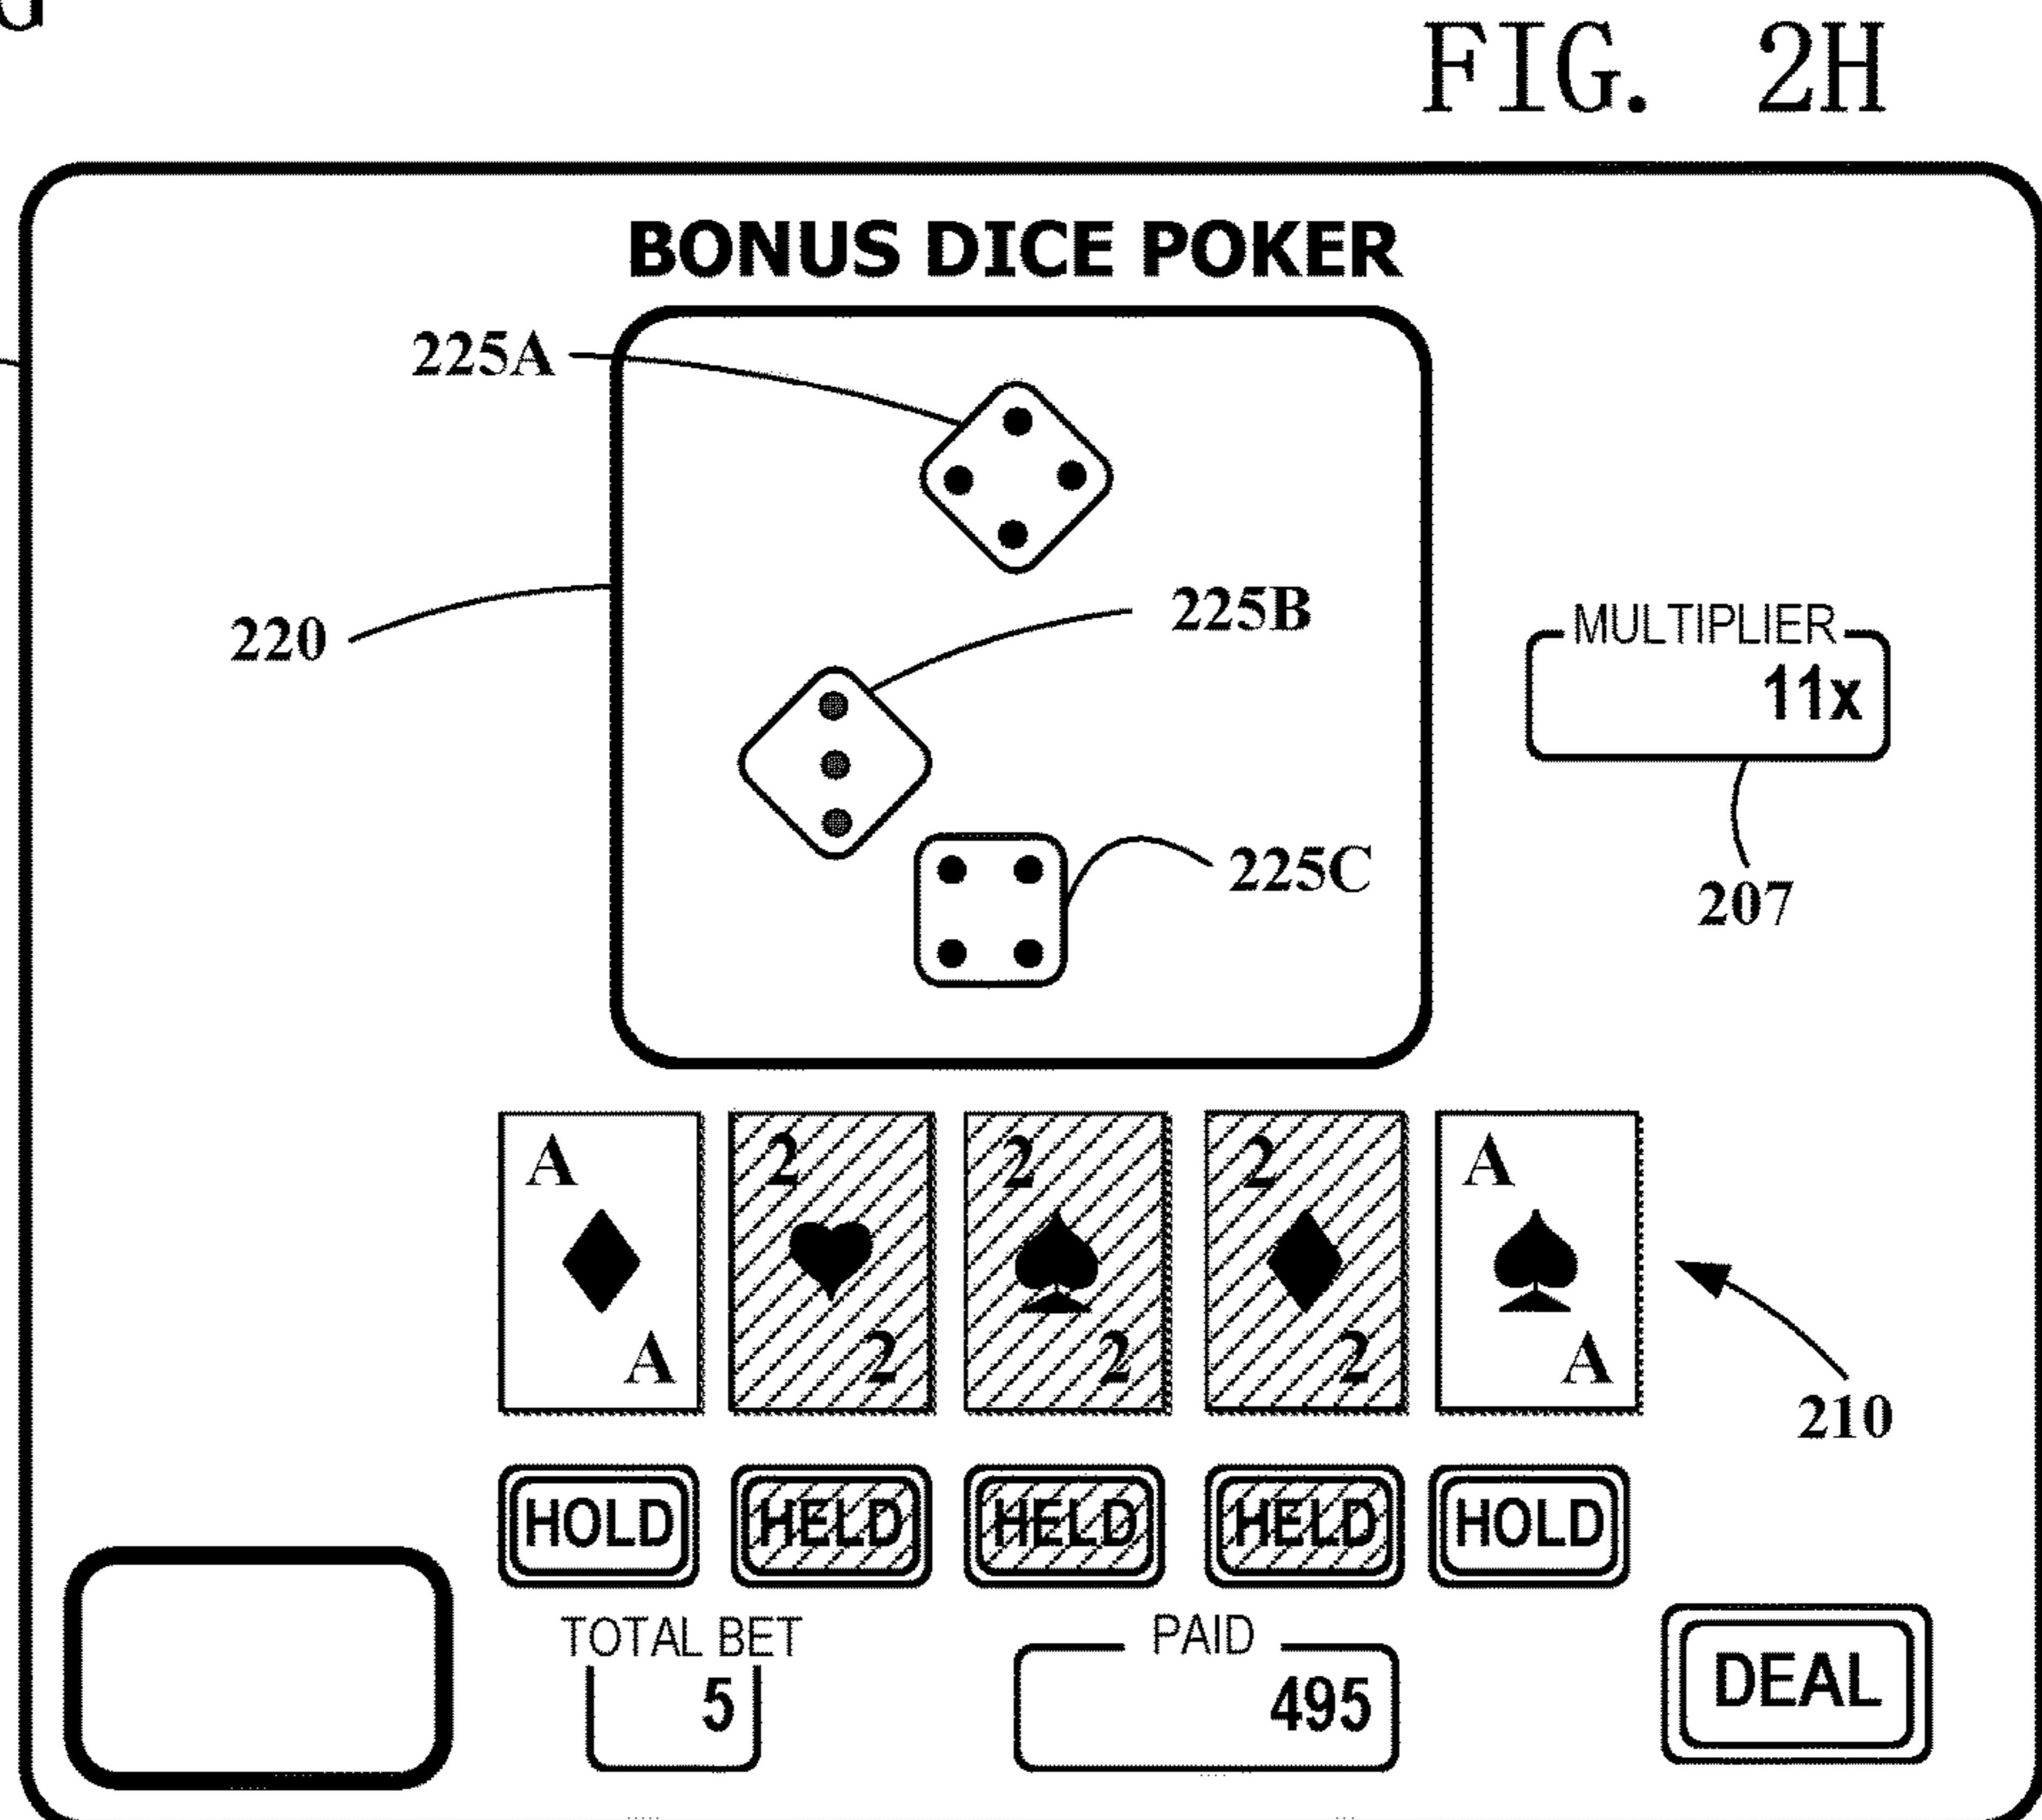 G
FIG. 2H
BONUS DICE POKER
225A
220
225B
MULTIPLIER
11x
225C
207
A 2 2 2 A
A 2 2 2 A
210
HOLD HELD HELD HELD HOLD
TOTAL BET
5
PAID
495
DEAL